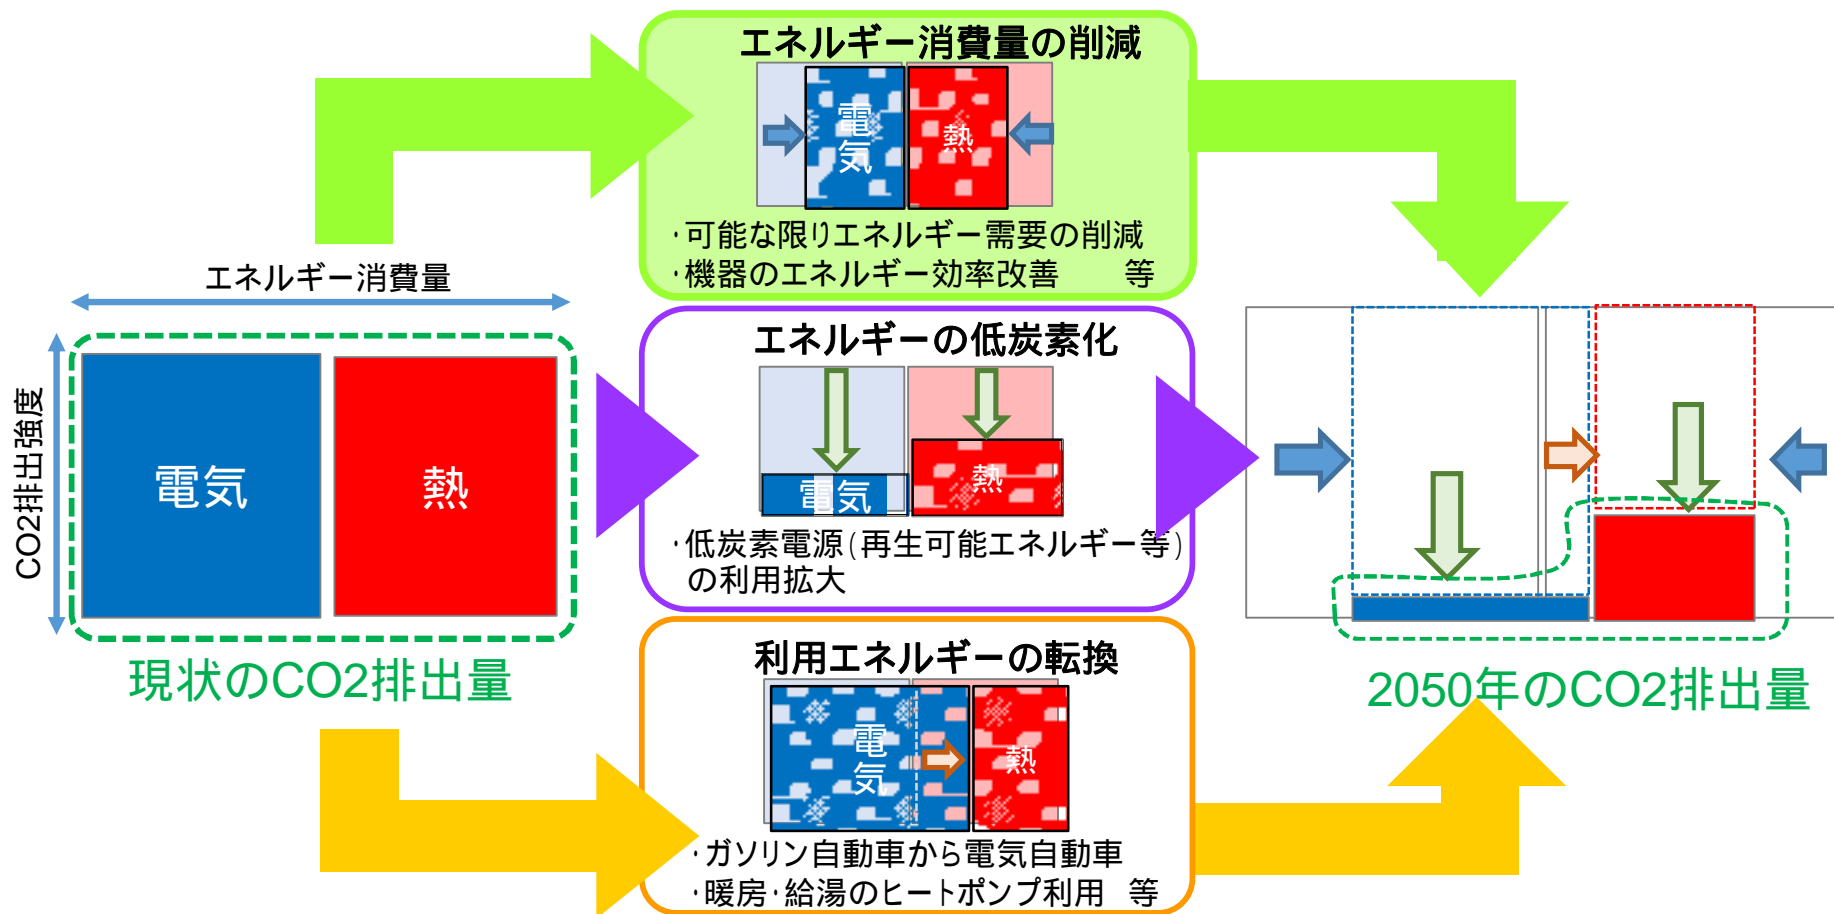 エネルギー消費量の削減
電気
熱
・可能な限りエネルギー需要の削減
・機器のエネルギー効率改善　等
エネルギー消費量
CO2排出強度
電気
熱
現状のCO2排出量
エネルギーの低炭素化
電気
熱
・低炭素電源(再生可能エネルギー等)
の利用拡大
利用エネルギーの転換
電気
熱
・ガソリン自動車から電気自動車
・暖房・給湯のヒートポンプ利用　等
2050年のCO2排出量